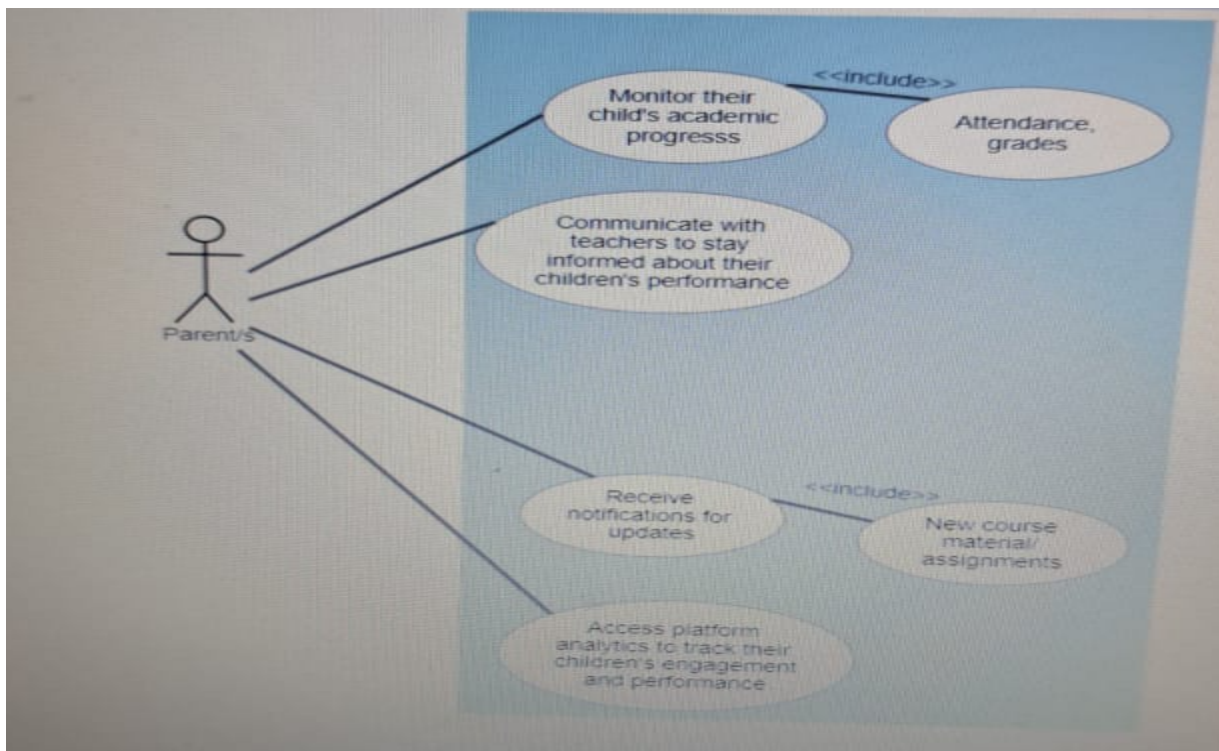 <<include>>
Monitor their
child's academic
progresss
Attendance,
grades
Communicate with
teachers to stay
informed about their
children's performance
Parent/s
<<include>>
Receive
notifications for
updates
New course
material/
assignments
Access platform
analytics to track their
children's engagement
and performance